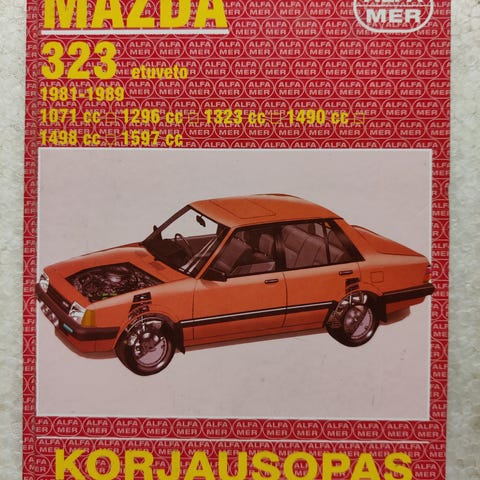 MAZDA
ALFA
MER
323 etuveto
1981-1989
1071 cc □ 1296 cc □ 1323 cc □ 1490 cc □
1498 cc □ 1597 cc
KORJAUSOPAS